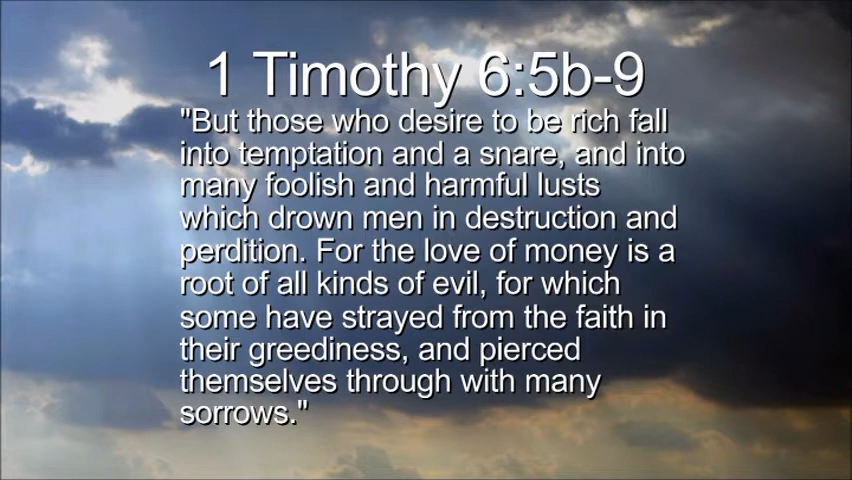 1 Timothy 6:5b-9
"But those who desire to be rich fall
into temptation and a snare, and into
many foolish and harmful lusts
which drown men in destruction and
perdition. For the love of money is a
root of all kinds of evil, for which
some have strayed from the faith in
their greediness, and pierced
themselves through with many
sorrows."